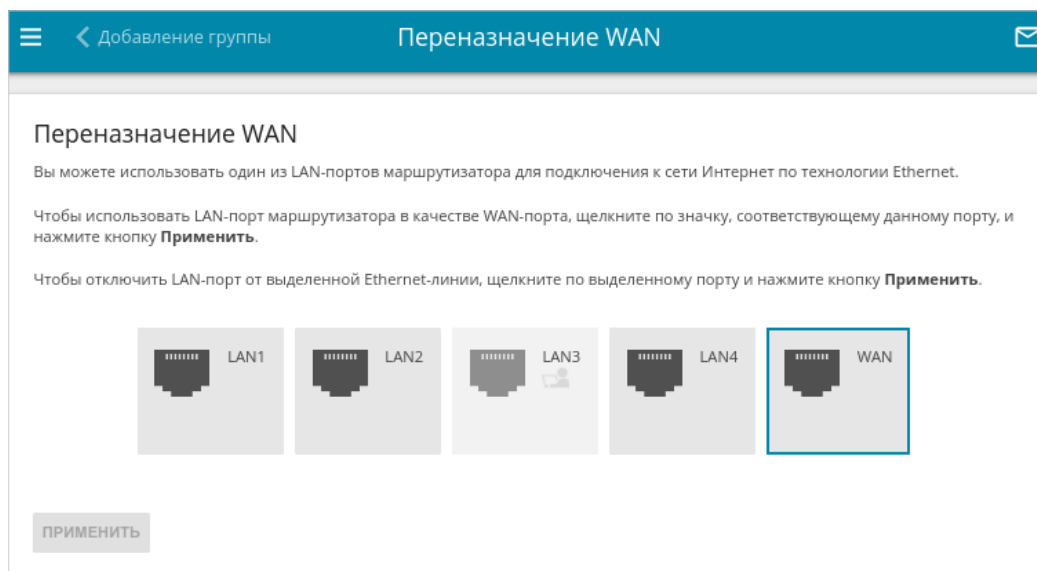 Добавление группы
Переназначение WAN
Переназначение WAN
Вы можете использовать один из LAN-портов маршрутизатора для подключения к сети Интернет по технологии Ethernet.
Чтобы использовать LAN-порт маршрутизатора в качестве WAN-порта, щелкните по значку, соответствующему данному порту, и
нажмите кнопку Применить.
Чтобы отключить LAN-порт от выделенной Ethernet-линии, щелкните по выделенному порту и нажмите кнопку Применить.
LAN1
LAN2
LAN3
LAN4
WAN
ПРИМЕНИТЬ